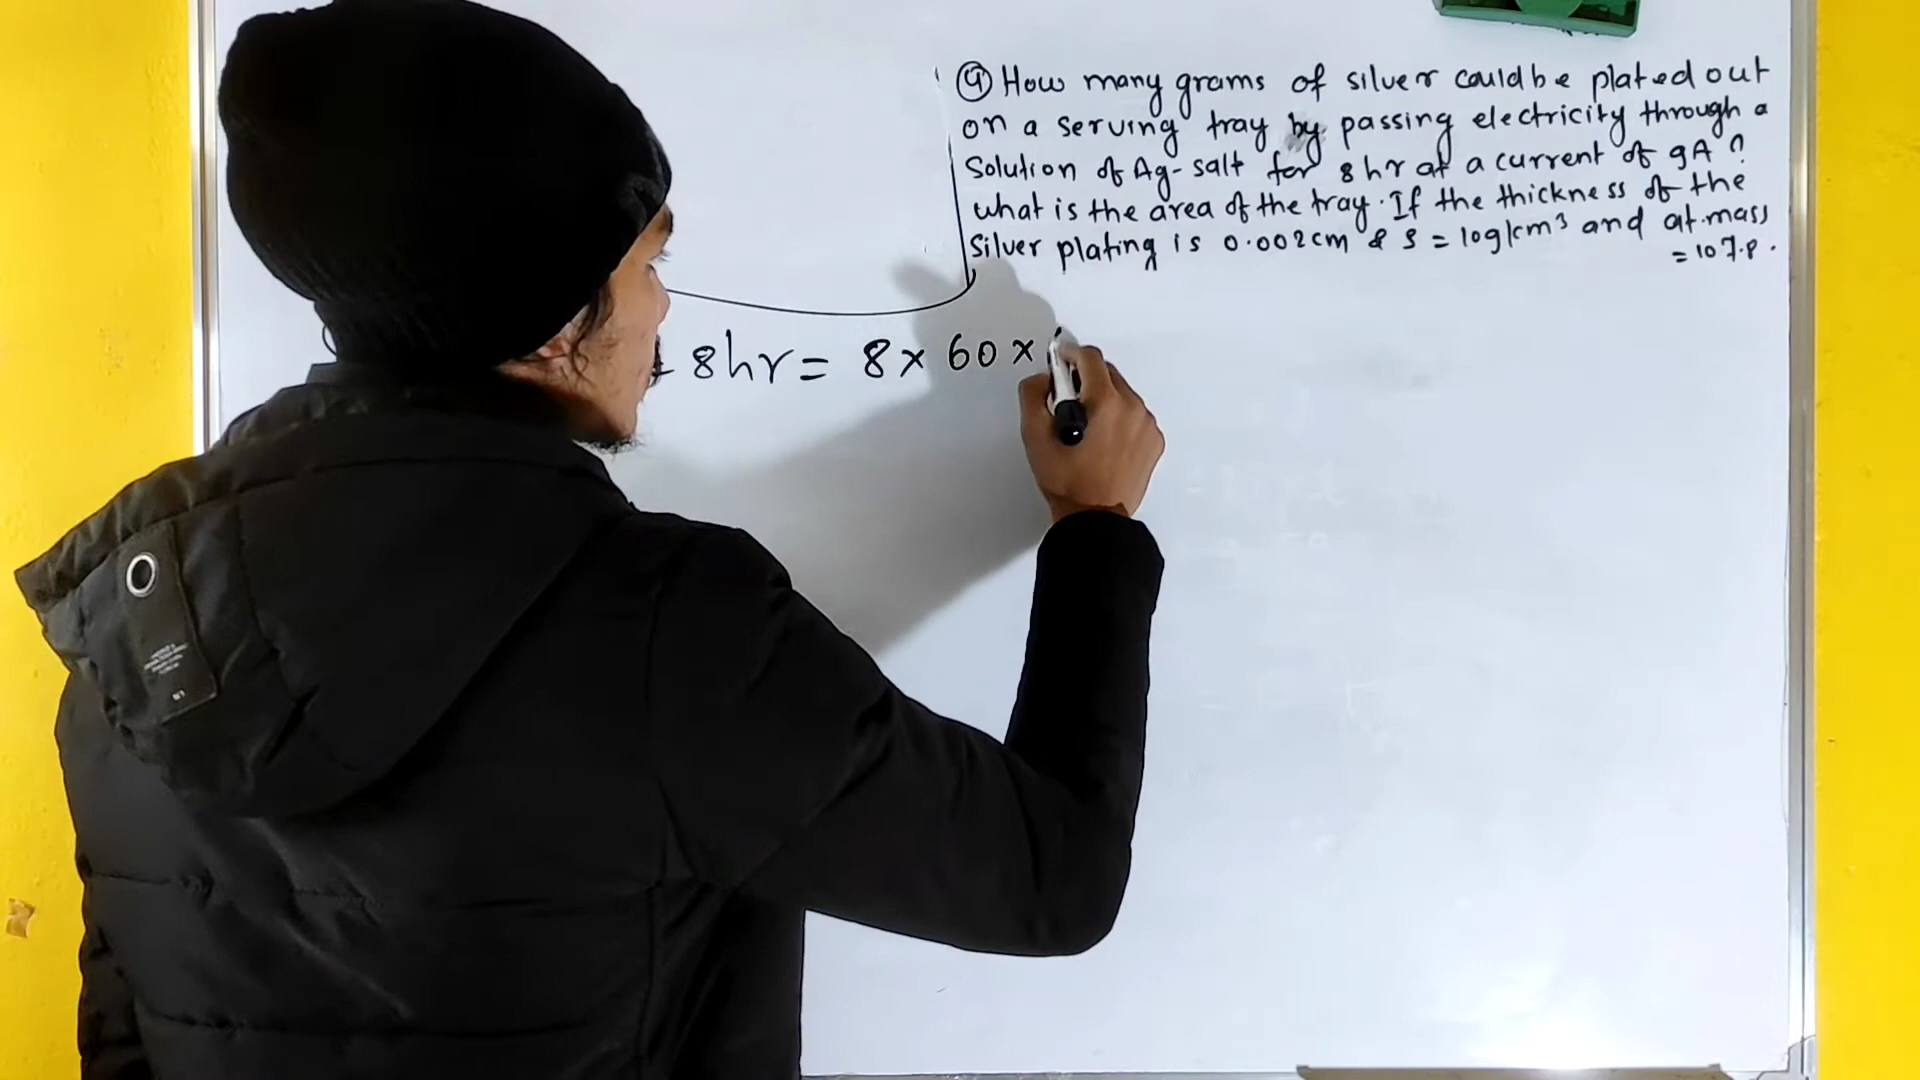 ④ How many grams of silver could be plated out
on a serving tray by passing electricity through a
solution of Ag-salt for 8hr at a current of 9A?
what is the area of the tray. If the thickness of the
silver plating is 0.002cm & ρ = 10g/cm³ and at.mass
= 107.8.
8hr = 8 × 60 ×